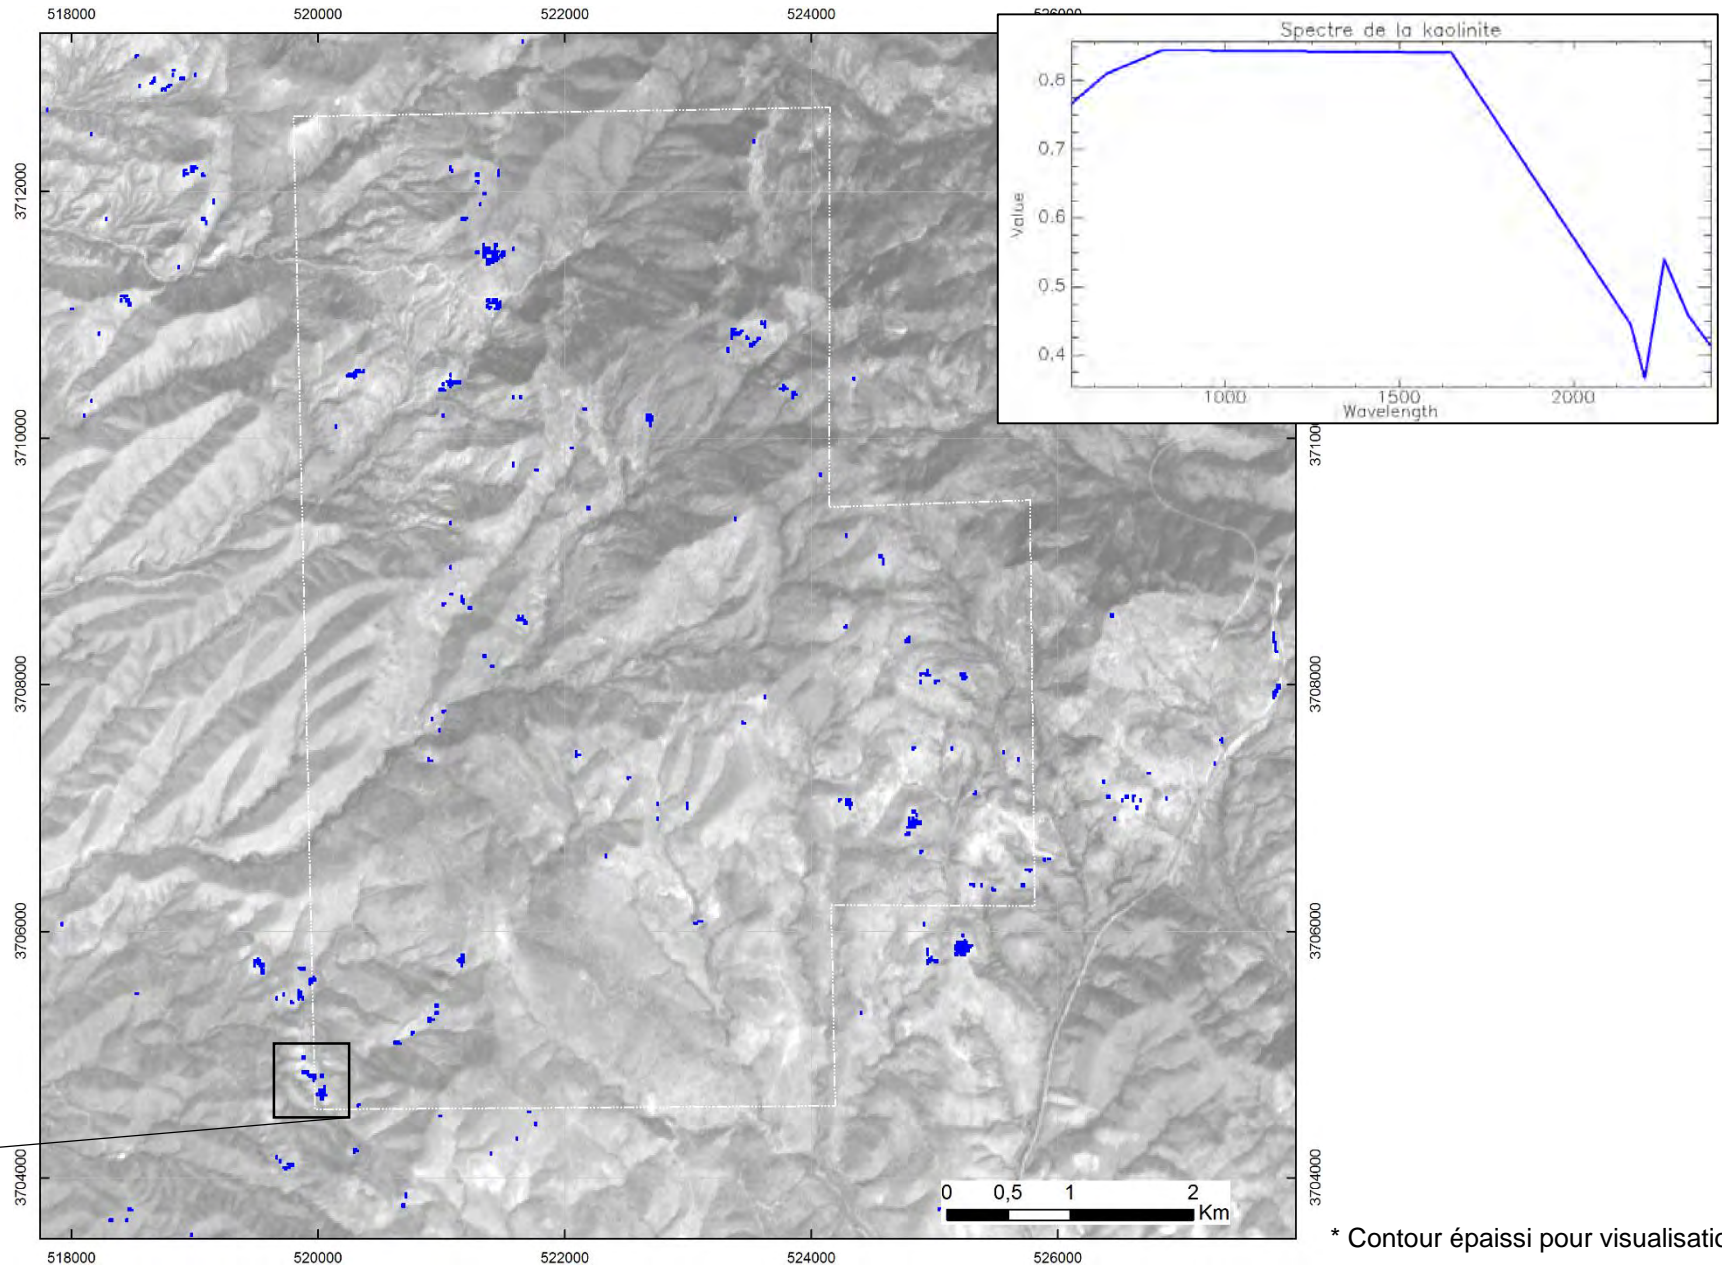 518000 520000 522000 524000 526000
Spectre de la kaolinite
0.8
0.7
0.6
0.5
0.4
Value
1000 1500 2000
Wavelength
3712000
3710000 3710000
3708000 3708000
3706000 3706000
3704000 3704000
0 0,5 1 2
Km
518000 520000 522000 524000 526000
* Contour épaissi pour visualisatio